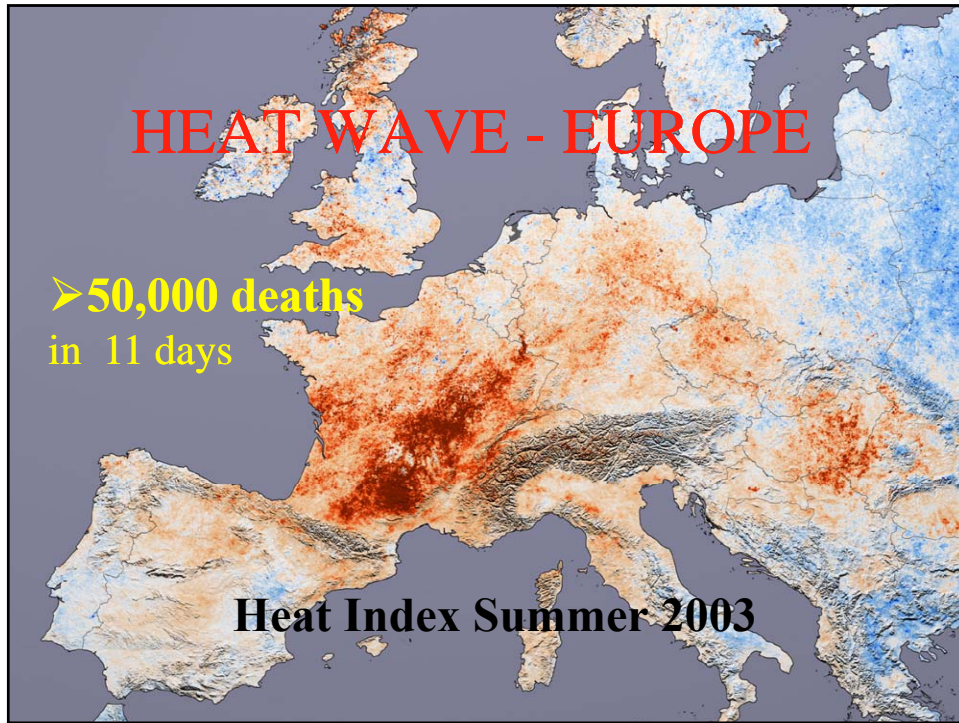 HEAT WAVE - EUROPE
➢50,000 deaths
in 11 days
Heat Index Summer 2003